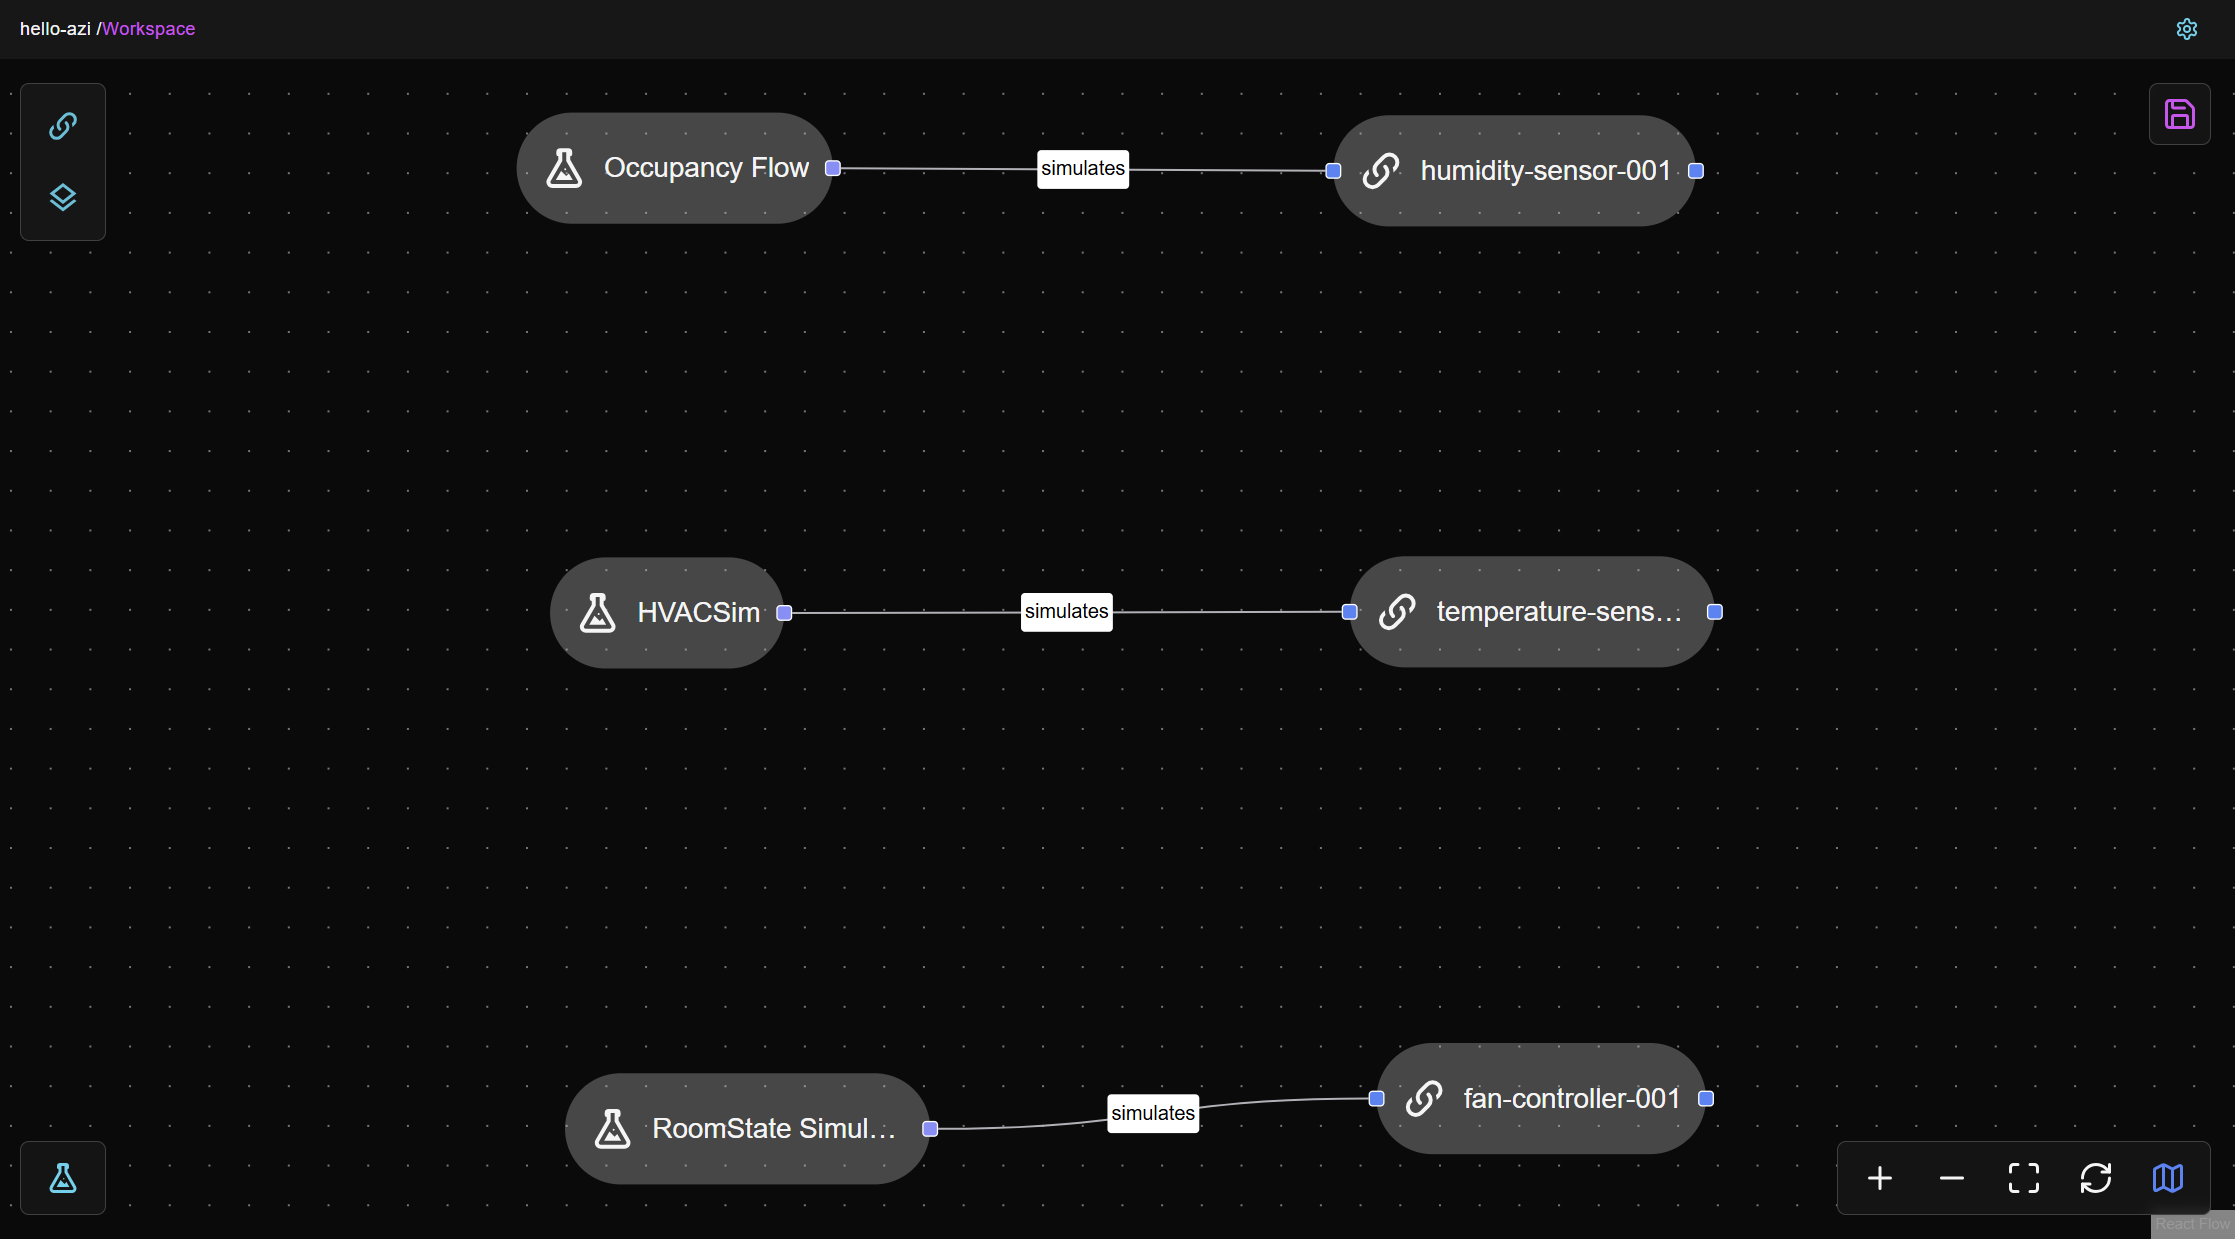 hello-azi /Workspace
Occupancy Flow
simulates
humidity-sensor-001
HVACSim
simulates
temperature-sens...
RoomState Simul...
simulates
fan-controller-001
React Flow